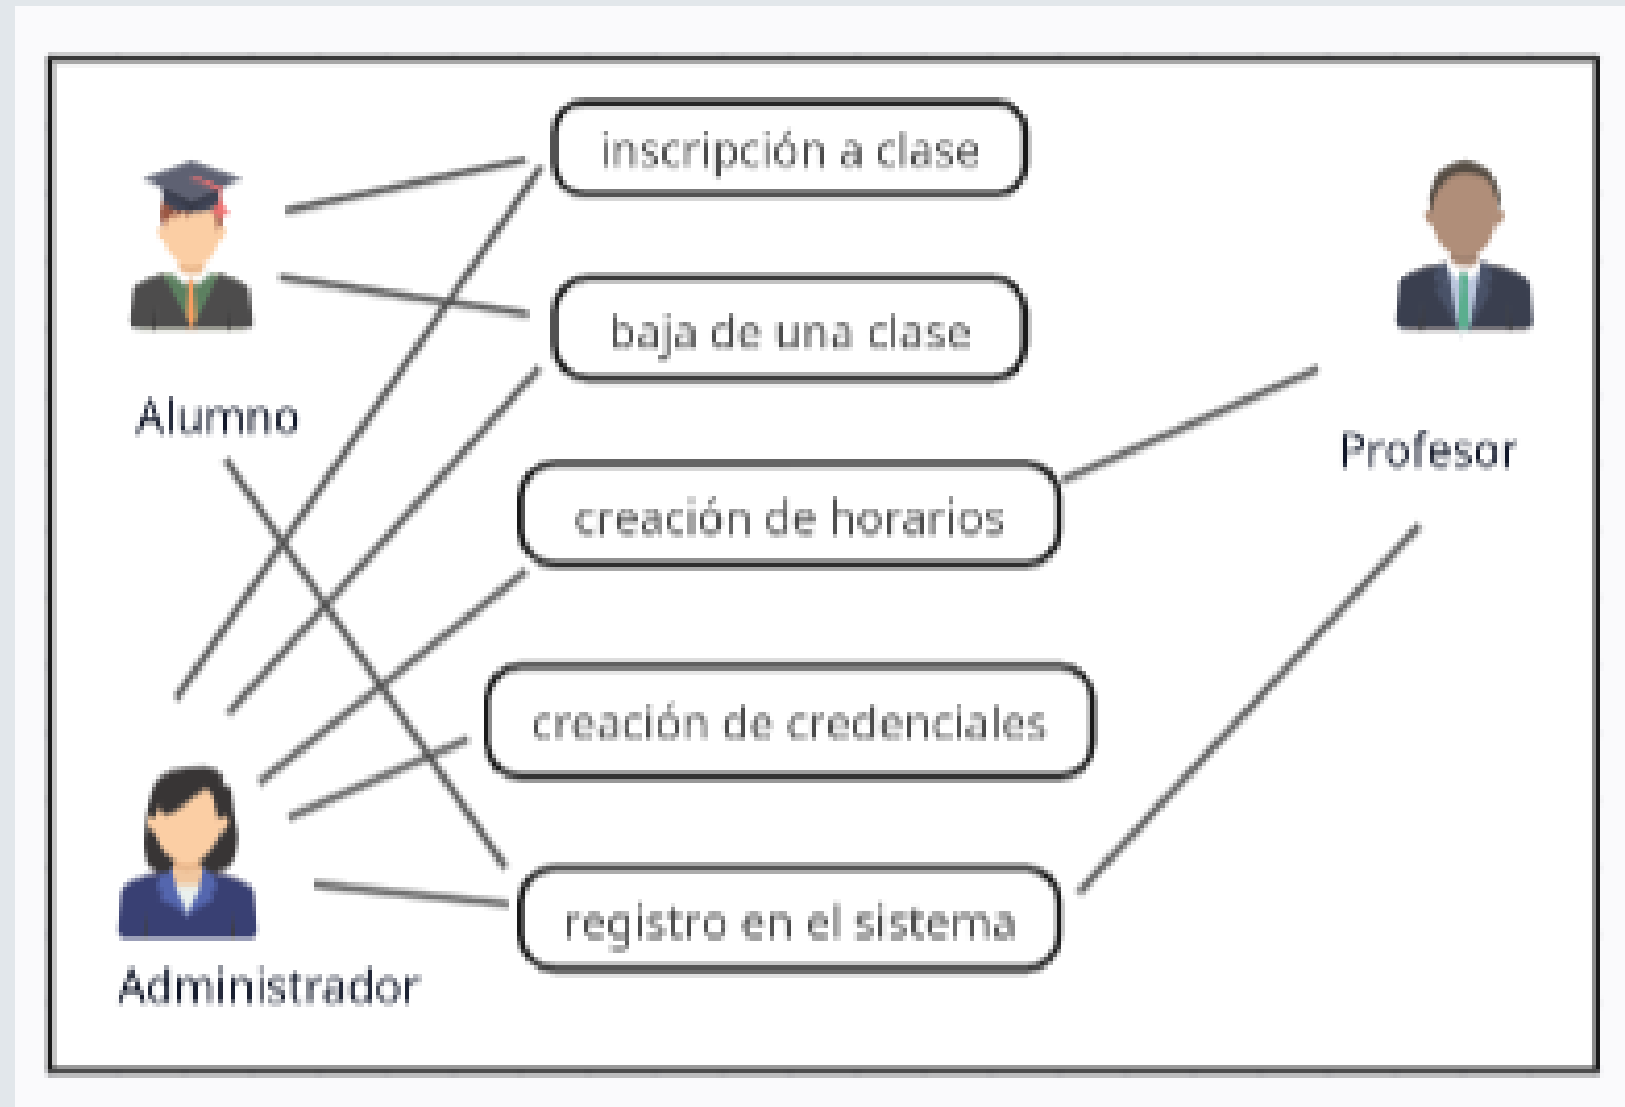 inscripción a clase
baja de una clase
Alumno
Profesor
creación de horarios
creación de credenciales
registro en el sistema
Administrador